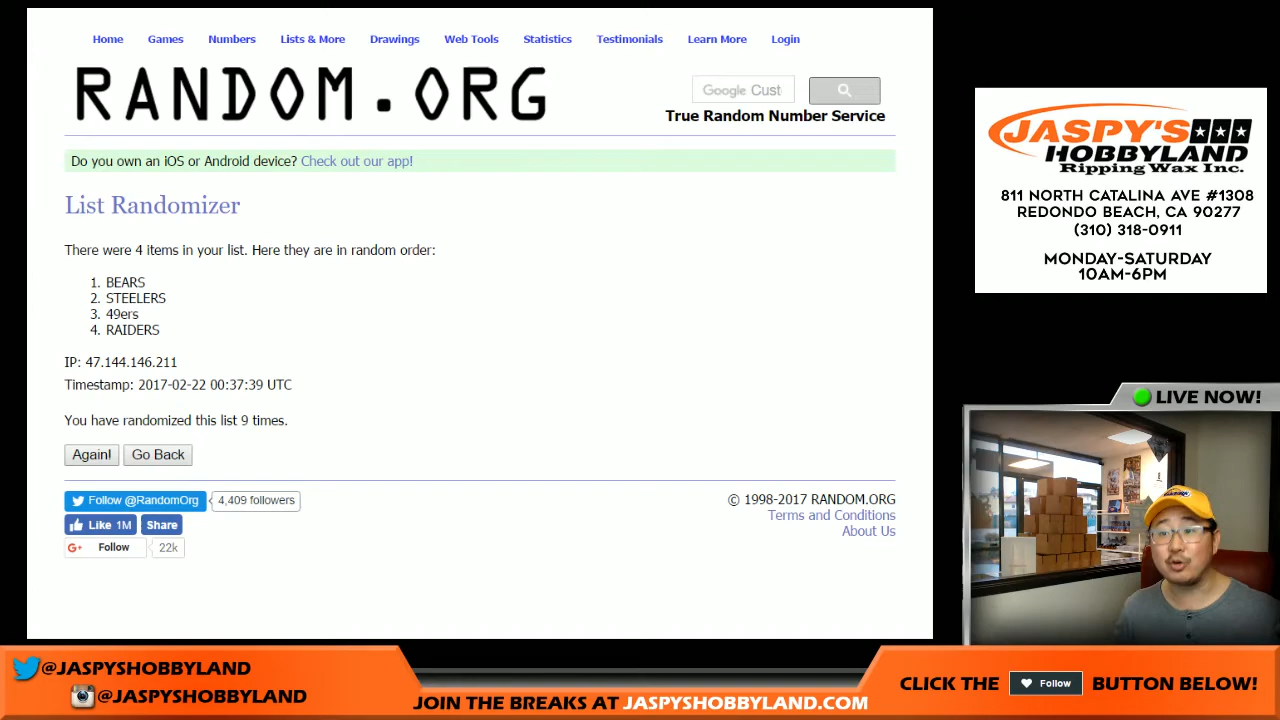 Home Games Numbers Lists & More Drawings Web Tools Statistics Testimonials Learn More Login
RANDOM.ORG
Google Cust
True Random Number Service
Do you own an iOS or Android device? Check out our app!
List Randomizer
There were 4 items in your list. Here they are in random order:
1. BEARS
2. STEELERS
3. 49ers
4. RAIDERS
IP: 47.144.146.211
Timestamp: 2017-02-22 00:37:39 UTC
You have randomized this list 9 times.
Again! Go Back
Follow @RandomOrg 4,409 followers
Like 1M Share
Follow 22k
© 1998-2017 RANDOM.ORG
Terms and Conditions
About Us
JASPY'S
HOBBYLAND
Ripping Wax Inc.
811 NORTH CATALINA AVE #1308
REDONDO BEACH, CA 90277
(310) 318-0911
MONDAY-SATURDAY
10AM-6PM
LIVE NOW!
@JASPYSHOBBYLAND
@JASPYSHOBBYLAND
JOIN THE BREAKS AT JASPYSHOBBYLAND.COM
CLICK THE Follow BUTTON BELOW!